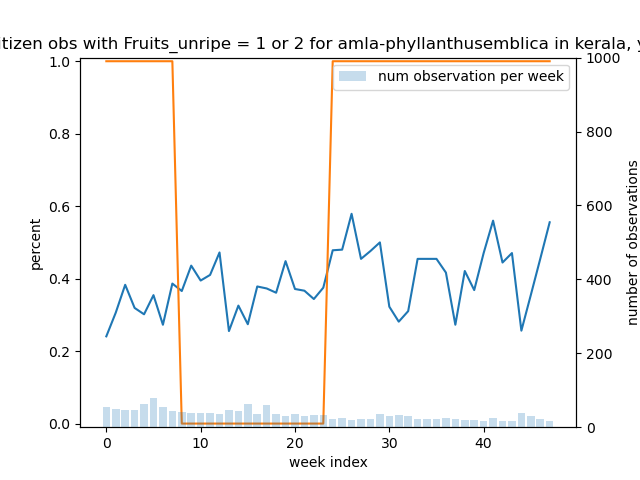 tizen obs with Fruits_unripe = 1 or 2 for amla-phyllanthusemblica in kerala,
num observation per week
percent
1.0
0.8
0.6
0.4
0.2
0.0
1000
800
600
400
200
0
number of observations
0 10 20 30 40
week index